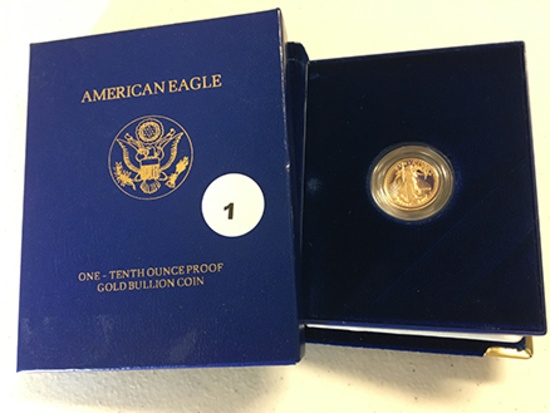 AMERICAN EAGLE
1
ONE - TENTH OUNCE PROOF
GOLD BULLION COIN